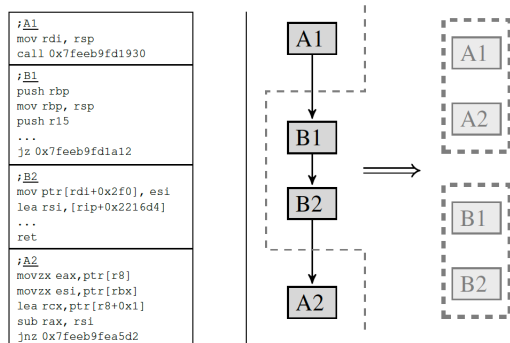 ;A1
mov rdi, rsp
call 0x7feeb9fd1930
;B1
push rbp
mov rbp, rsp
push r15
...
jz 0x7feeb9fd1a12
;B2
mov ptr[rdi+0x2f0], esi
lea rsi,[rip+0x2216d4]
...
ret
;A2
movzx eax,ptr[r8]
movzx esi,ptr[rbx]
lea rcx,ptr[r8+0x1]
sub rax, rsi
jnz 0x7feeb9fea5d2
A1
B1
B2
A2
A1
A2
B1
B2